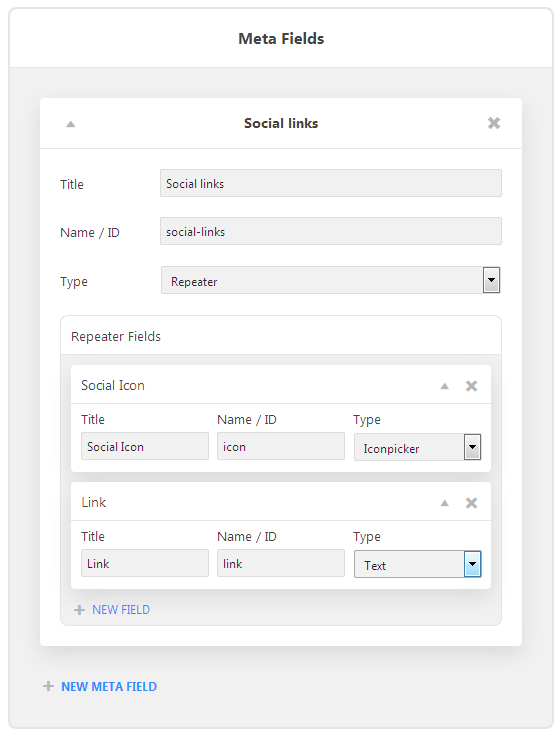 Meta Fields
Social links
Title
Social links
Name / ID
social-links
Type
Repeater
Repeater Fields
Social Icon
Title Name / ID Type
Social Icon icon Iconpicker
Link
Title Name / ID Type
Link link Text
NEW FIELD
NEW META FIELD